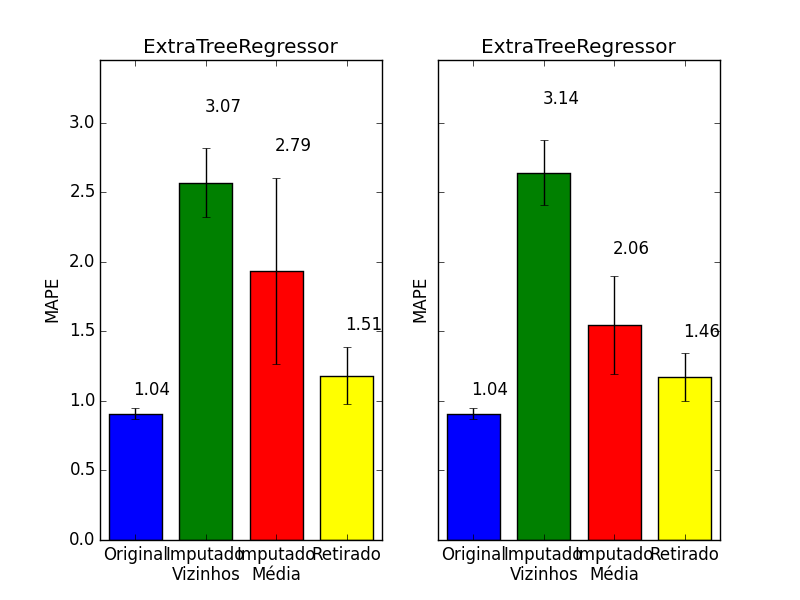 ExtraTreeRegressor
MAPE
3.0
2.5
2.0
1.5
1.0
0.5
0.0
1.04
3.07
2.79
1.51
Original
Imputado
Vizinhos
Imputado
Média
Retirado
ExtraTreeRegressor
MAPE
1.04
3.14
2.06
1.46
Original
Imputado
Vizinhos
Imputado
Média
Retirado